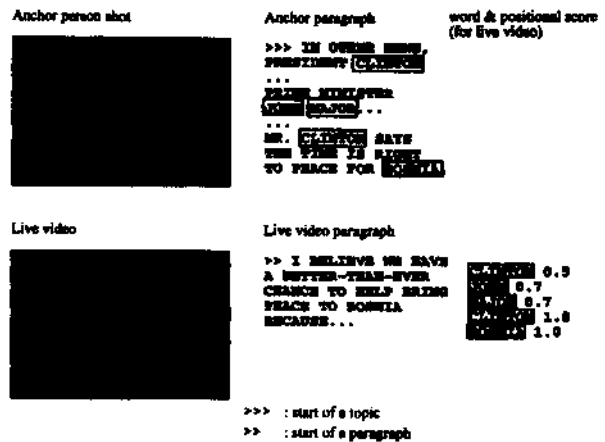 Anchor person shot
Anchor paragraph
word & positional score
(for live video)
>>> IN OTHER NEWS,
PRESIDENT CLINTON
...
PRIME MINISTER
JOHN MAJOR...
...
MR. CLINTON SAYS
THE TIME IS RIGHT
TO PEACE FOR BOSNIA
Live video
Live video paragraph
>> I BELIEVE WE HAVE
A BETTER-THAN-EVER
CHANCE TO HELP BRING
PEACE TO BOSNIA
BECAUSE...
CLINTON 0.5
JOHN 0.7
MAJOR 0.7
CLINTON 1.0
BOSNIA 1.0
>>> : start of a topic
>> : start of a paragraph